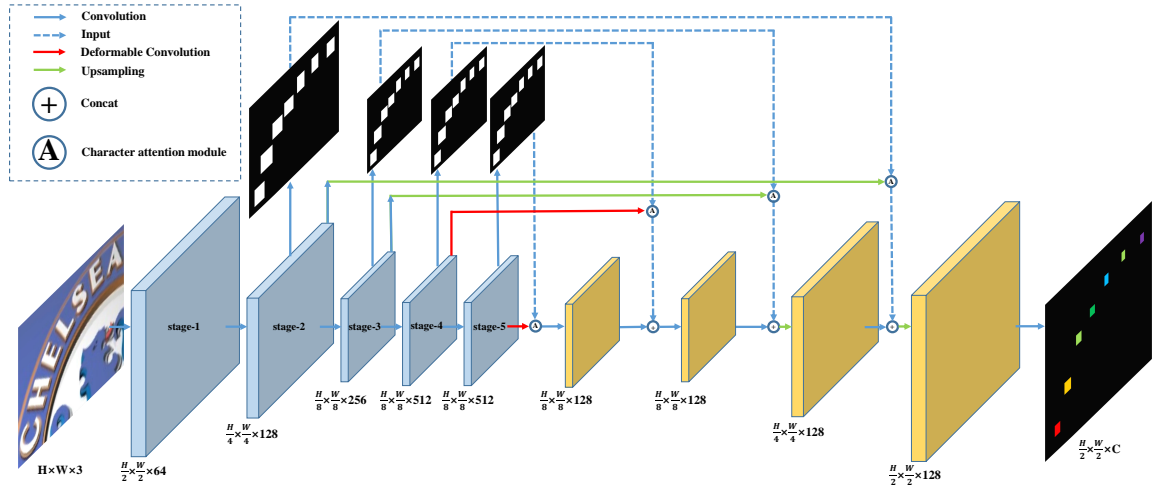 Convolution
Input
Deformable Convolution
Upsampling
+ Concat
A Character attention module
A
A
A
CHELSEA
stage-1
stage-2
stage-3
stage-4
stage-5
A
+
+
+
H×W×3
H/2×W/2×64
H/4×W/4×128
H/8×W/8×256
H/8×W/8×512
H/8×W/8×512
H/8×W/8×128
H/8×W/8×128
H/4×W/4×128
H/2×W/2×128
H/2×W/2×C